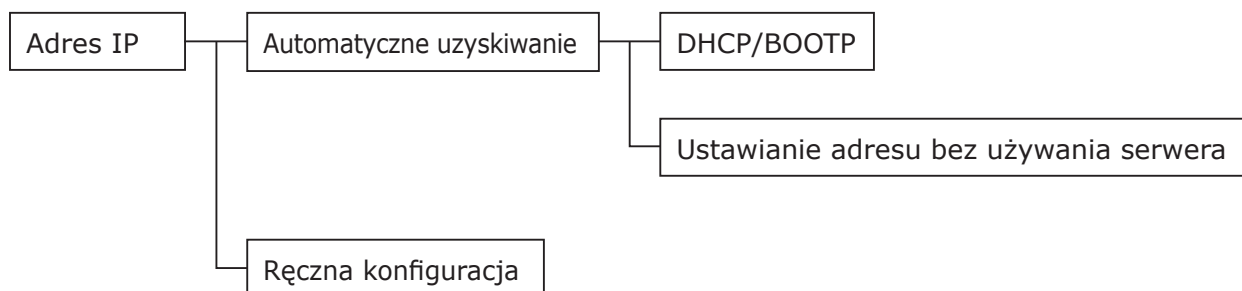 Adres IP
Automatyczne uzyskiwanie
DHCP/BOOTP
Ustawianie adresu bez używania serwera
Ręczna konfiguracja